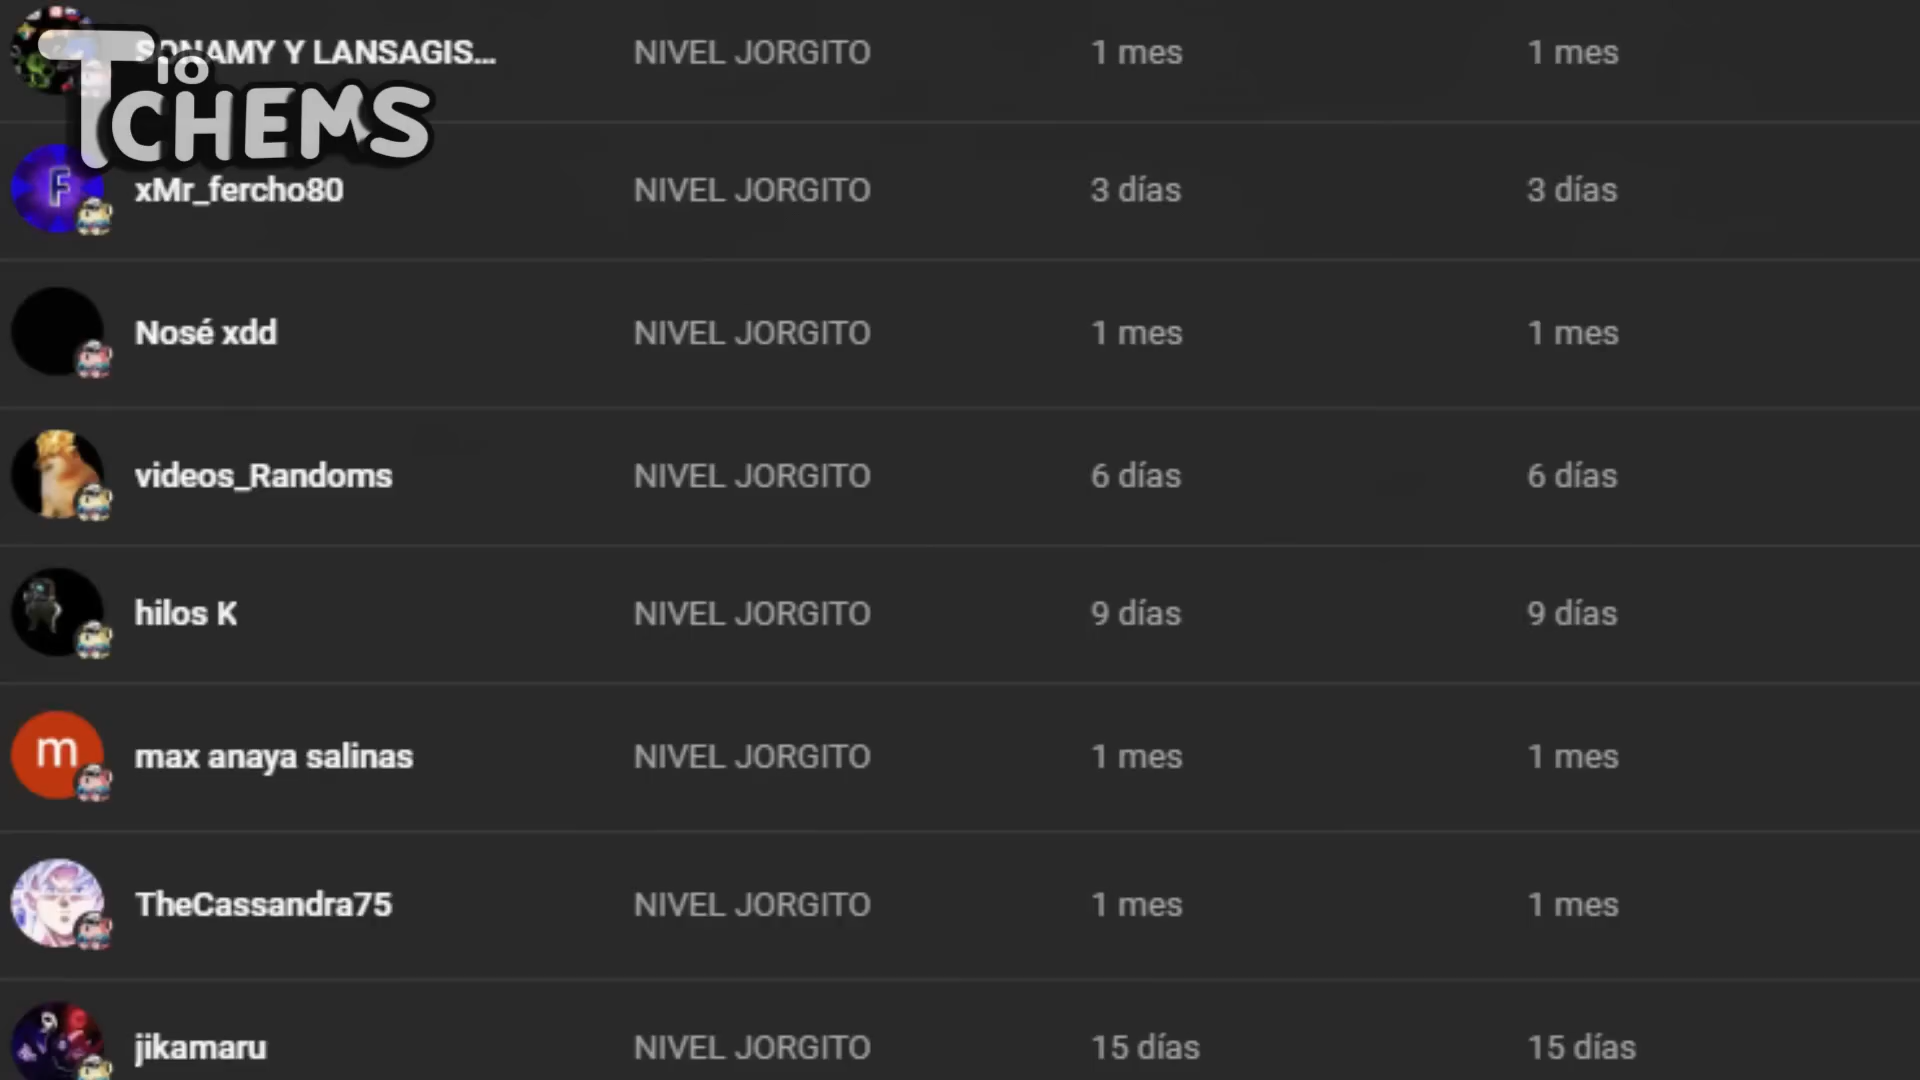 SONAMY Y LANSAGIS... NIVEL JORGITO 1 mes 1 mes
Tio
CHEMS
F
xMr_fercho80 NIVEL JORGITO 3 días 3 días
Nosé xdd NIVEL JORGITO 1 mes 1 mes
videos_Randoms NIVEL JORGITO 6 días 6 días
hilos K NIVEL JORGITO 9 días 9 días
m
max anaya salinas NIVEL JORGITO 1 mes 1 mes
TheCassandra75 NIVEL JORGITO 1 mes 1 mes
jikamaru NIVEL JORGITO 15 días 15 días